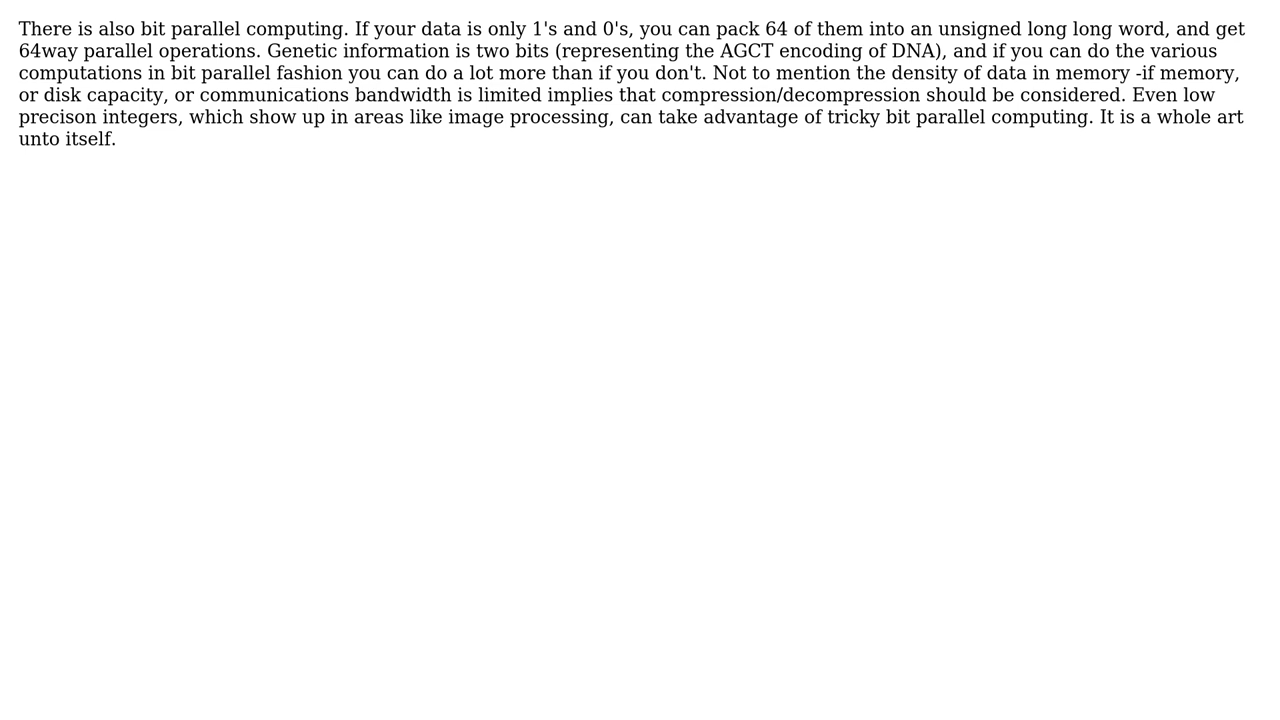 There is also bit parallel computing. If your data is only 1's and 0's, you can pack 64 of them into an unsigned long long word, and get
64way parallel operations. Genetic information is two bits (representing the AGCT encoding of DNA), and if you can do the various
computations in bit parallel fashion you can do a lot more than if you don't. Not to mention the density of data in memory -if memory,
or disk capacity, or communications bandwidth is limited implies that compression/decompression should be considered. Even low
precison integers, which show up in areas like image processing, can take advantage of tricky bit parallel computing. It is a whole art
unto itself.